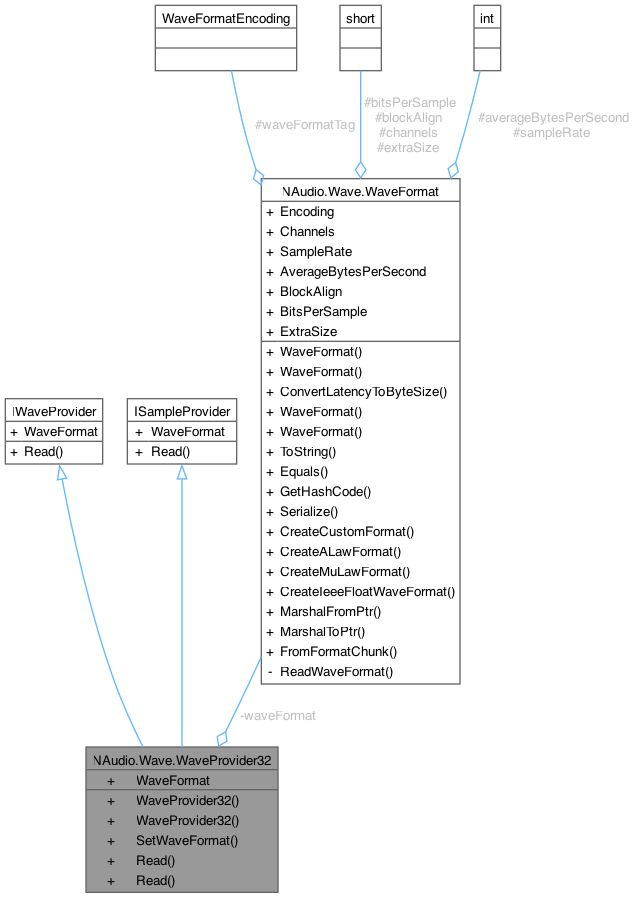 WaveFormatEncoding
short
int
#waveFormatTag
#bitsPerSample
#blockAlign
#channels
#extraSize
#averageBytesPerSecond
#sampleRate
NAudio.Wave.WaveFormat
+ Encoding
+ Channels
+ SampleRate
+ AverageBytesPerSecond
+ BlockAlign
+ BitsPerSample
+ ExtraSize
+ WaveFormat()
+ WaveFormat()
+ ConvertLatencyToByteSize()
+ WaveFormat()
+ WaveFormat()
+ ToString()
+ Equals()
+ GetHashCode()
+ Serialize()
+ CreateCustomFormat()
+ CreateALawFormat()
+ CreateMuLawFormat()
+ CreateIeeeFloatWaveFormat()
+ MarshalFromPtr()
+ MarshalToPtr()
+ FromFormatChunk()
- ReadWaveFormat()
IWaveProvider
+ WaveFormat
+ Read()
ISampleProvider
+ WaveFormat
+ Read()
-waveFormat
NAudio.Wave.WaveProvider32
+ WaveFormat
+ WaveProvider32()
+ WaveProvider32()
+ SetWaveFormat()
+ Read()
+ Read()